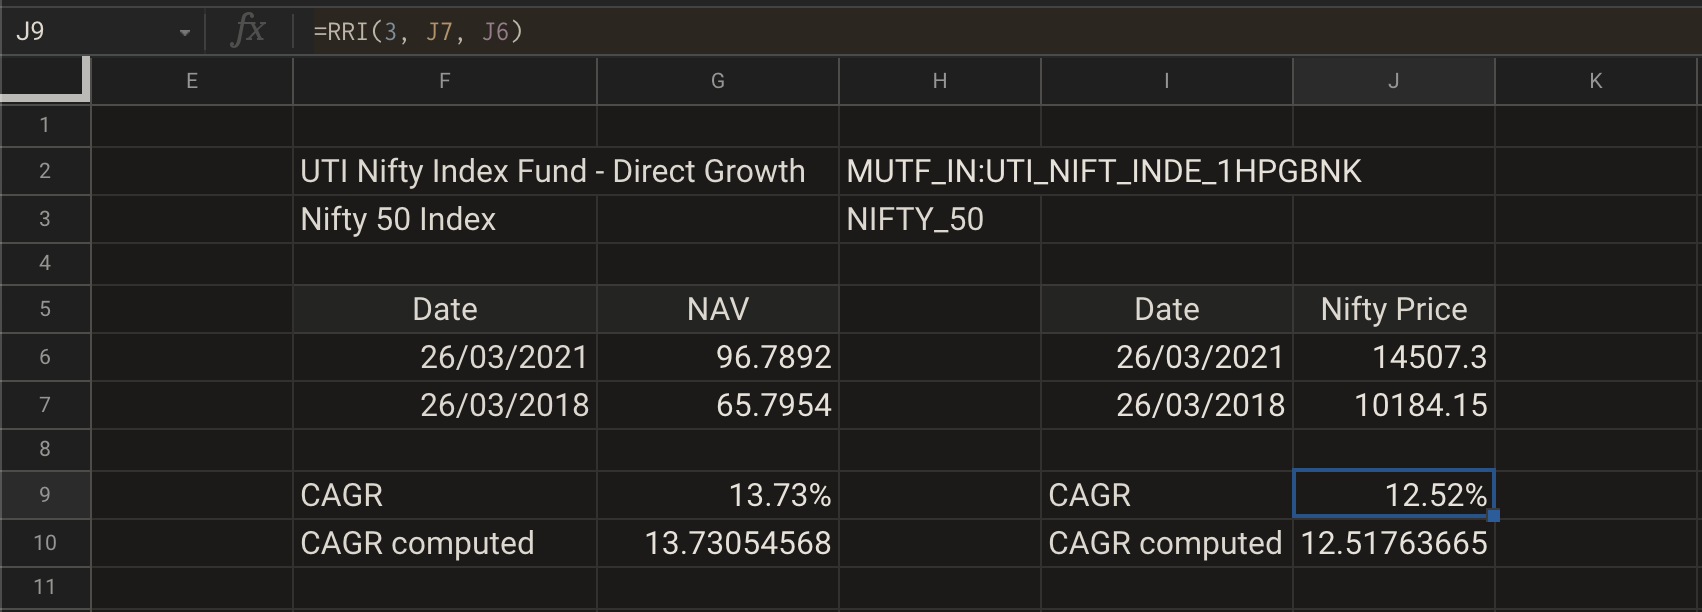 J9 fx =RRI(3, J7, J6)
E F G H I J K
1
2 UTI Nifty Index Fund - Direct Growth MUTF_IN:UTI_NIFT_INDE_1HPGBNK
3 Nifty 50 Index NIFTY_50
4
5 Date NAV Date Nifty Price
6 26/03/2021 96.7892 26/03/2021 14507.3
7 26/03/2018 65.7954 26/03/2018 10184.15
8
9 CAGR 13.73% CAGR 12.52%
10 CAGR computed 13.73054568 CAGR computed 12.51763665
11